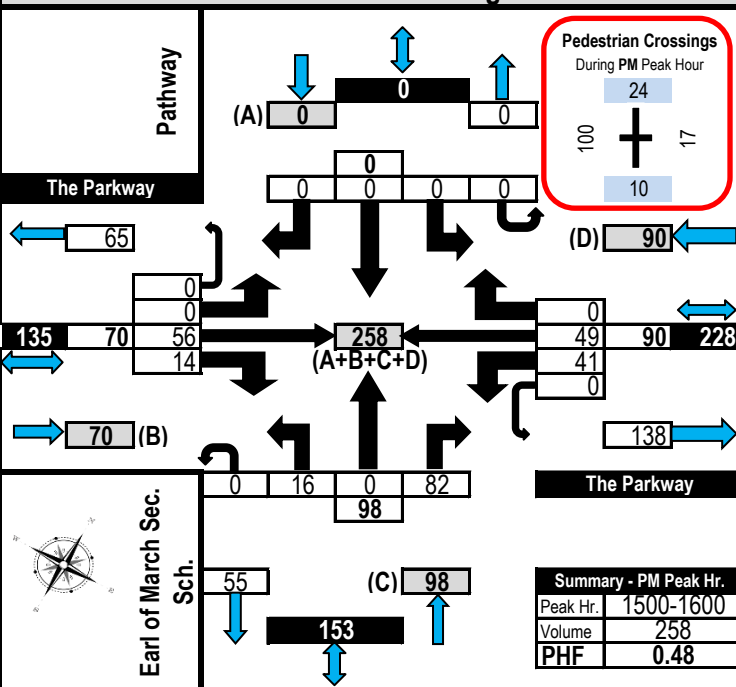 Pathway
Pedestrian Crossings
During PM Peak Hour
24
100
17
10
0
(A) 0
0
0
0 0 0 0
The Parkway
65
(D) 90
0
0
135 70 56
14
258
(A+B+C+D)
0
49 90 228
41
0
70 (B)
138
The Parkway
0 16 0 82
98
Earl of March Sec.
Sch.
55
(C) 98
153
Summary - PM Peak Hr.
Peak Hr. 1500-1600
Volume 258
PHF 0.48